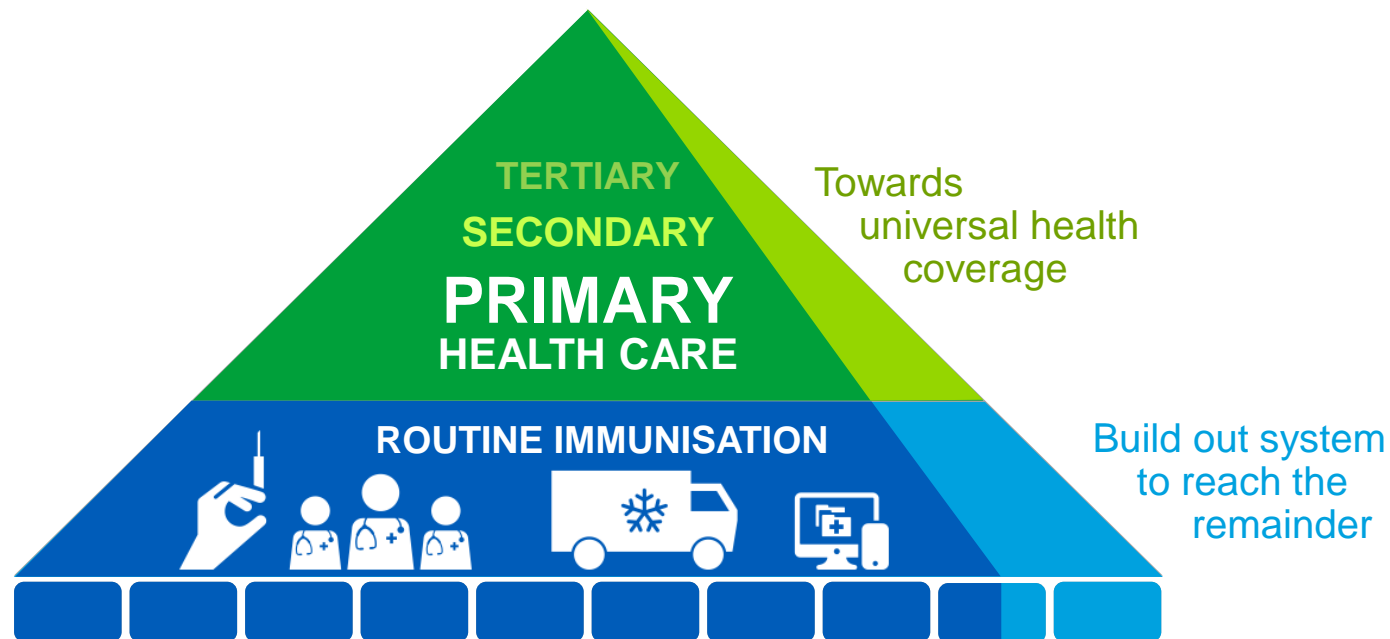 TERTIARY
SECONDARY
PRIMARY
HEALTH CARE
Towards
universal health
coverage
ROUTINE IMMUNISATION
Build out system
to reach the
remainder